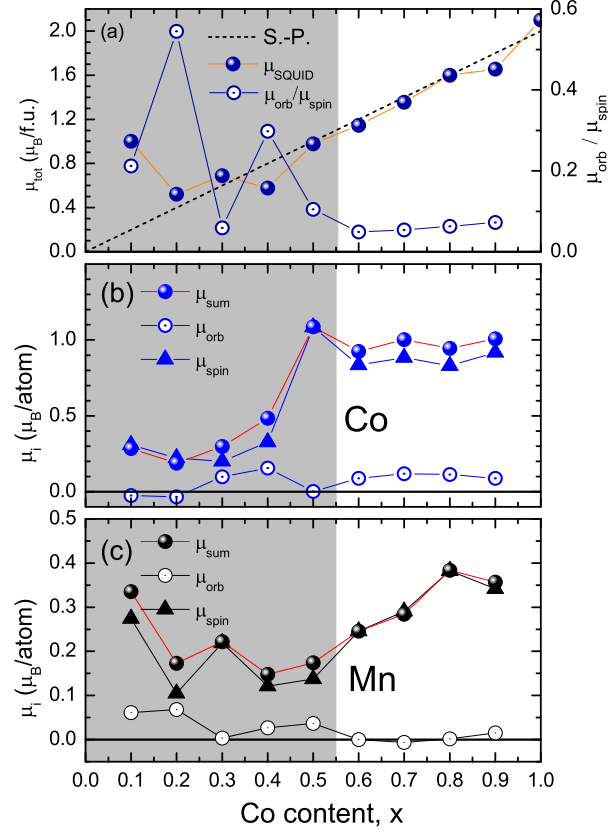 (a)
S.-P.
μSQUID
μorb/μspin
μtot (μB/f.u.)
2.0
1.6
1.2
0.8
0.4
0.0
μorb / μspin
0.6
0.4
0.2
0.0
(b)
μsum
μorb
μspin
Co
μi (μB/atom)
1.0
0.5
0.0
(c)
μsum
μorb
μspin
Mn
μi (μB/atom)
0.5
0.4
0.3
0.2
0.1
0.0
0.0 0.1 0.2 0.3 0.4 0.5 0.6 0.7 0.8 0.9 1.0
Co content, x